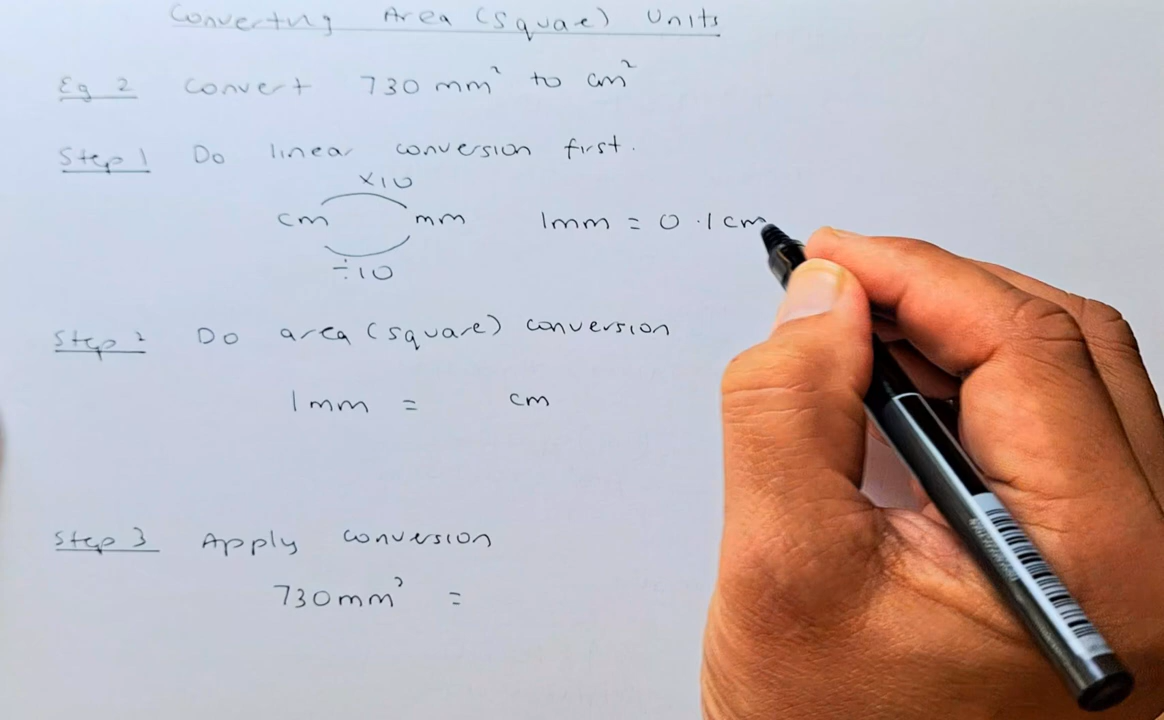 Converting Area (Square) Units
Eg 2 Convert 730 mm² to cm²
Step 1 Do linear conversion first.
×10
cm mm 1mm = 0.1cm
÷10
Step 2 Do area (square) conversion
1mm = cm
Step 3 Apply conversion
730mm² =